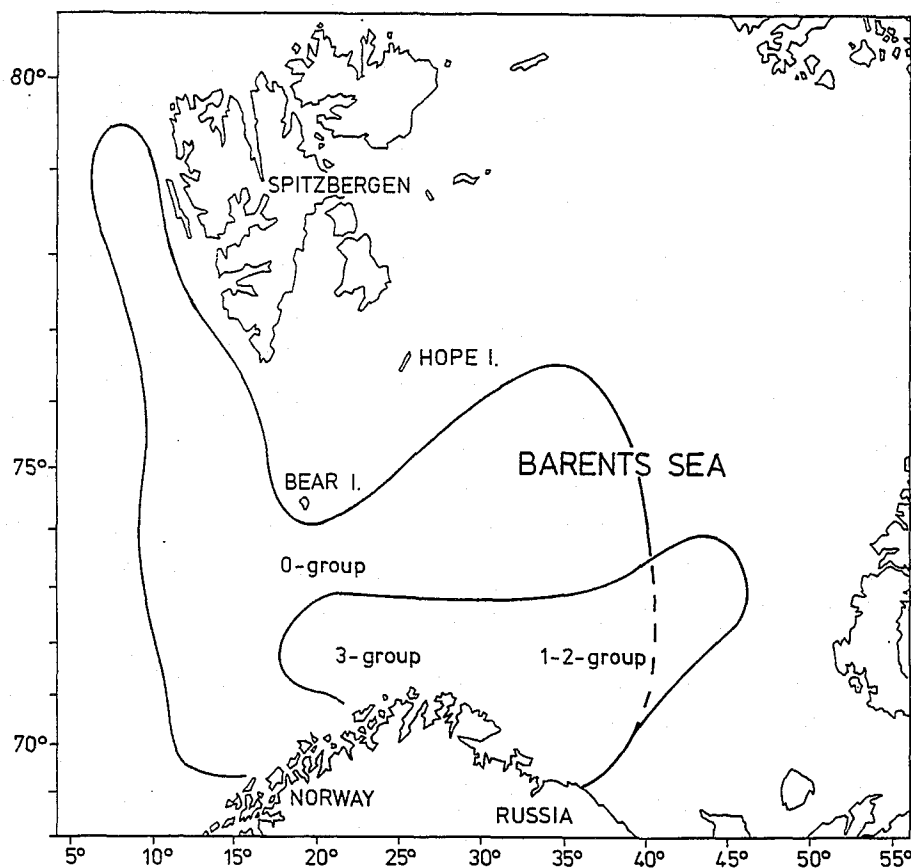 80°
SPITZBERGEN
HOPE I.
75°
BARENTS SEA
BEAR I.
0-group
3-group
1-2-group
70°
NORWAY
RUSSIA
5° 10° 15° 20° 25° 30° 35° 40° 45° 50° 55°